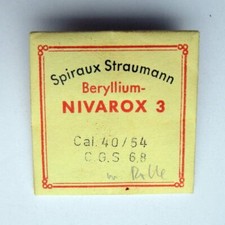 Spiraux Straumann
Beryllium-
NIVAROX 3
Cal. 40/54
C.G.S 6,8